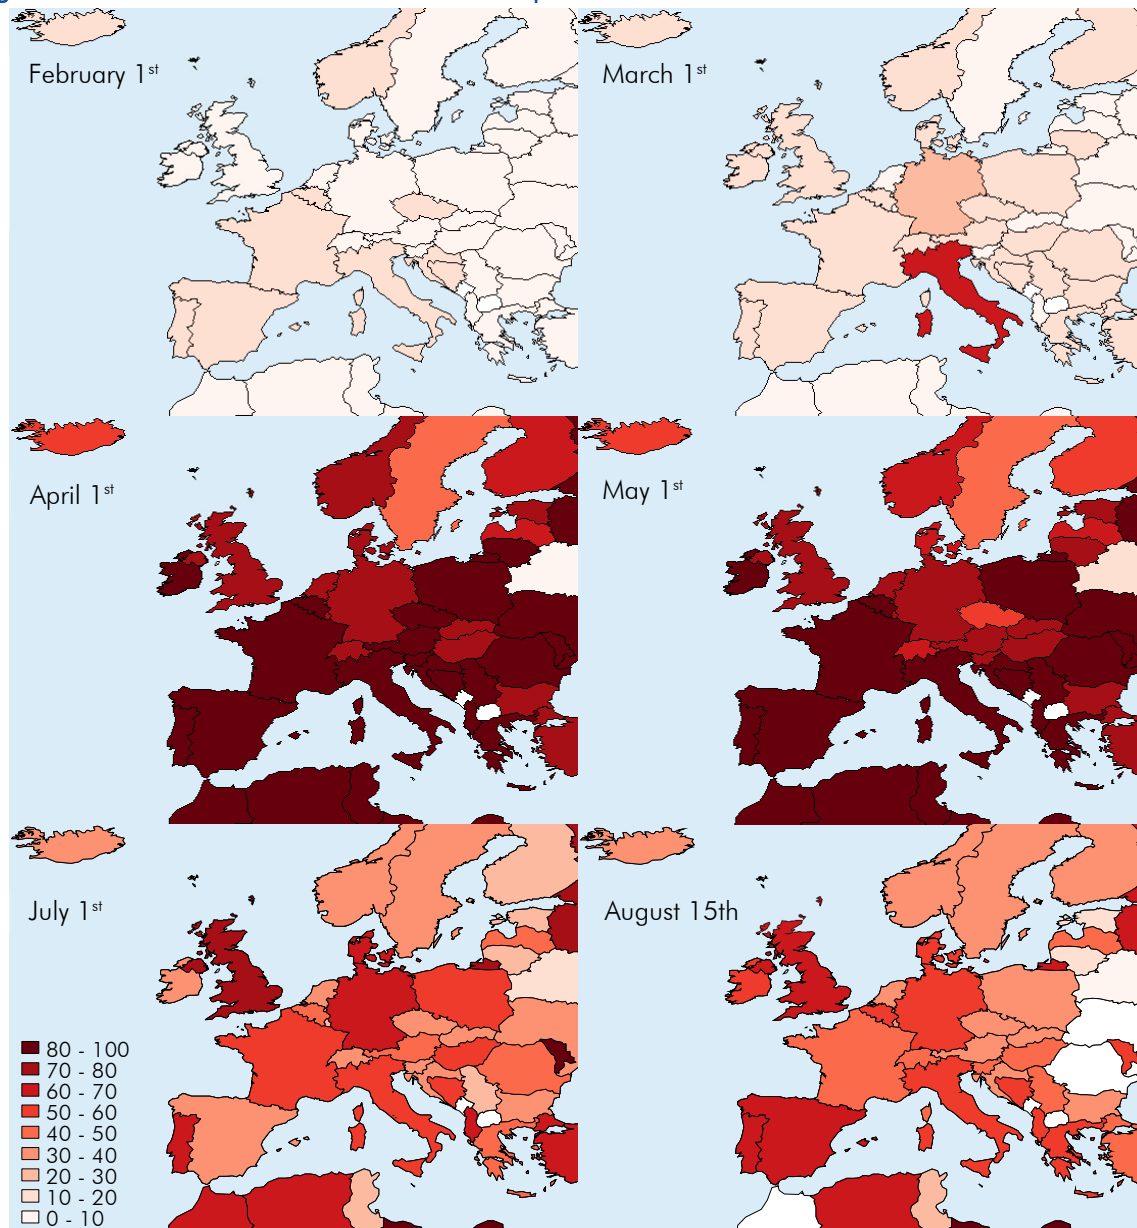 February 1st
March 1st
April 1st
May 1st
July 1st
August 15th
80 - 100
70 - 80
60 - 70
50 - 60
40 - 50
30 - 40
20 - 30
10 - 20
0 - 10